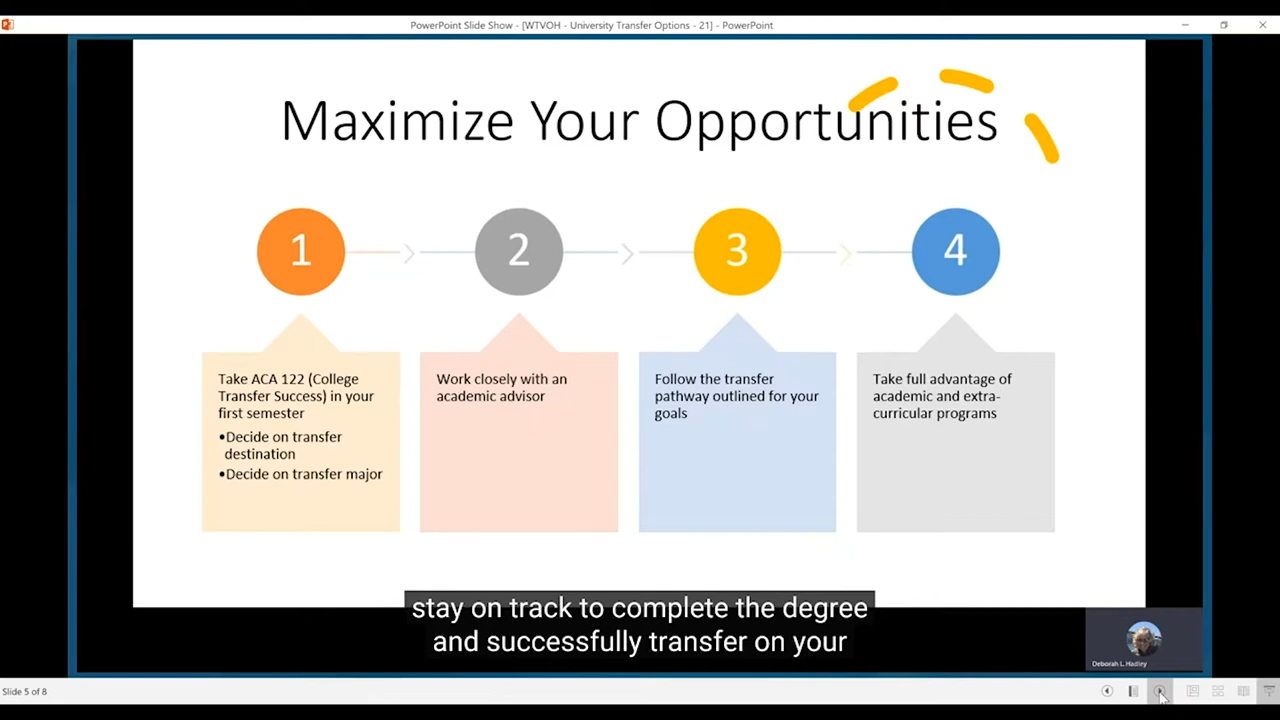 PowerPoint Slide Show - [WTVOH - University Transfer Options - 21] - PowerPoint
Maximize Your Opportunities
1
2
3
4
Take ACA 122 (College
Transfer Success) in your
first semester
•Decide on transfer
destination
•Decide on transfer major
Work closely with an
academic advisor
Follow the transfer
pathway outlined for your
goals
Take full advantage of
academic and extra-
curricular programs
stay on track to complete the degree
and successfully transfer on your
Deborah L. Hadley
Slide 5 of 8